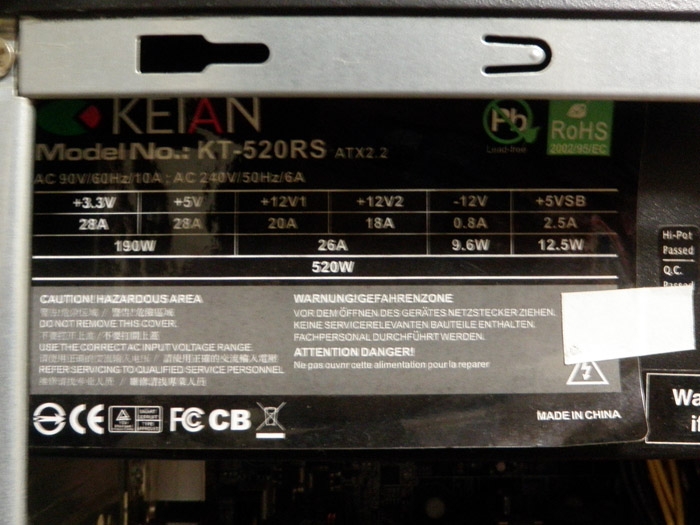 KEIAN
Pb
Lead-free
RoHS
2002/95/EC
Model No.: KT-520RS ATX2.2
AC 90V/60Hz/10A ; AC 240V/50Hz/6A
+3.3V +5V +12V1 +12V2 -12V +5VSB
28A 28A 20A 18A 0.8A 2.5A
190W 26A 9.6W 12.5W
520W
CAUTION! HAZARDOUS AREA
DO NOT REMOVE THIS COVER.
USE THE CORRECT AC INPUT VOLTAGE RANGE
REFER SERVICING TO QUALIFIED SERVICE PERSONNEL
WARNUNG!GEFAHRENZONE
VOR DEM ÖFFNEN DES GERÄTES NETZSTECKER ZIEHEN.
KEINE SERVICERELEVANTEN BAUTEILE ENTHALTEN.
FACHPERSONAL DURCHFÜHRT WERDEN.
ATTENTION DANGER!
Ne pas ouvrir cette alimentation pour la reparer
CE
FC CB
MADE IN CHINA
Hi-Pot
Passed
Q.C.
Passed
Wa
if